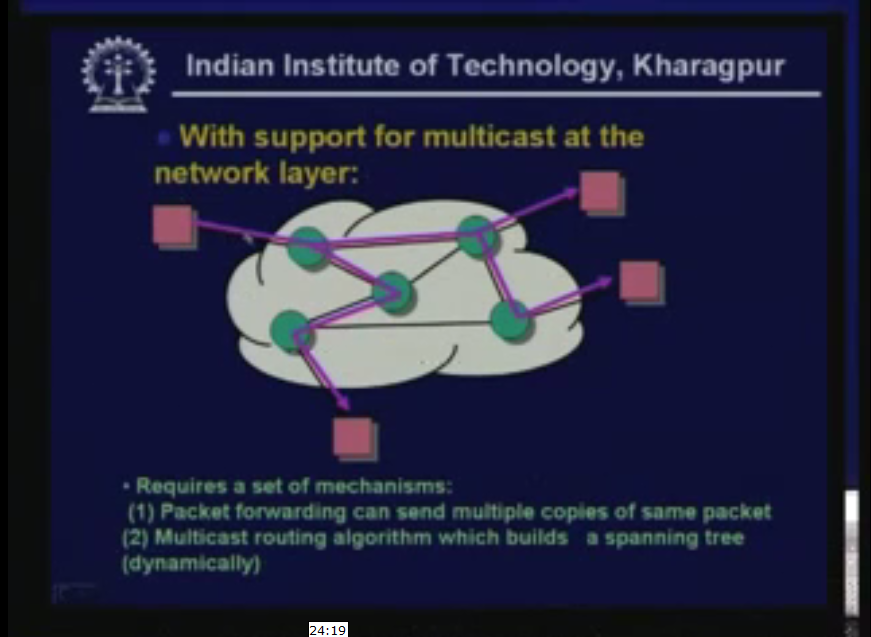 Indian Institute of Technology, Kharagpur
• With support for multicast at the
network layer:
• Requires a set of mechanisms:
(1) Packet forwarding can send multiple copies of same packet
(2) Multicast routing algorithm which builds a spanning tree
(dynamically)
24:19